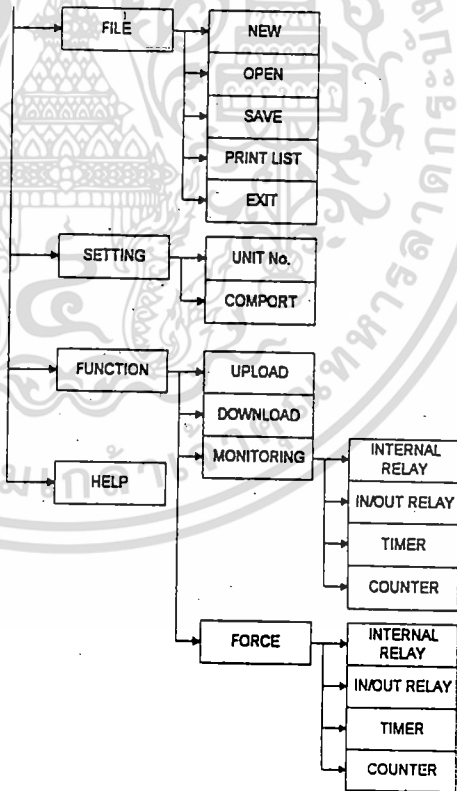 FILE
NEW
OPEN
SAVE
PRINT LIST
EXIT
SETTING
UNIT No.
COMPORT
FUNCTION
UPLOAD
DOWNLOAD
MONITORING
INTERNAL
RELAY
IN/OUT RELAY
TIMER
COUNTER
HELP
FORCE
INTERNAL
RELAY
IN/OUT RELAY
TIMER
COUNTER